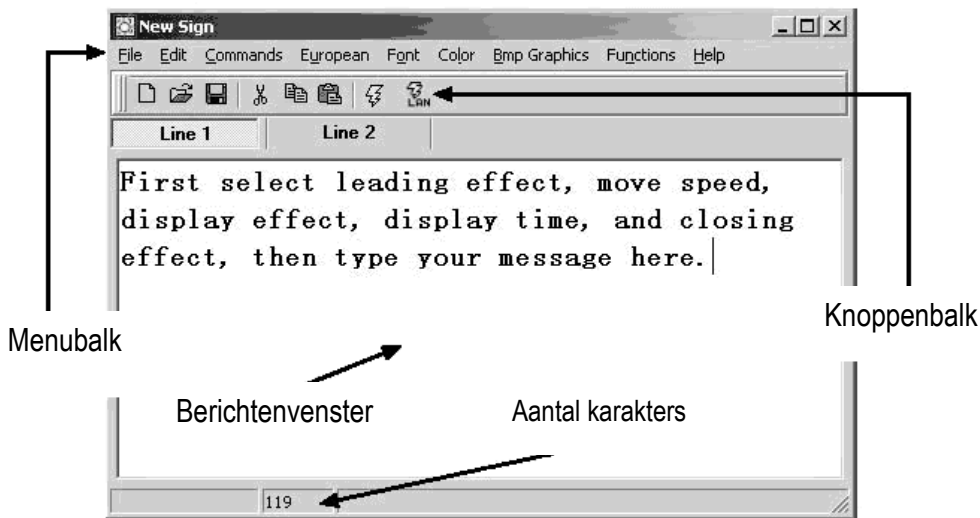 New Sign
File Edit Commands European Font Color Bmp Graphics Functions Help
LAN
Line 1 Line 2
First select leading effect, move speed,
display effect, display time, and closing
effect, then type your message here.
Knoppenbalk
Menubalk
Berichtenvenster
Aantal karakters
119